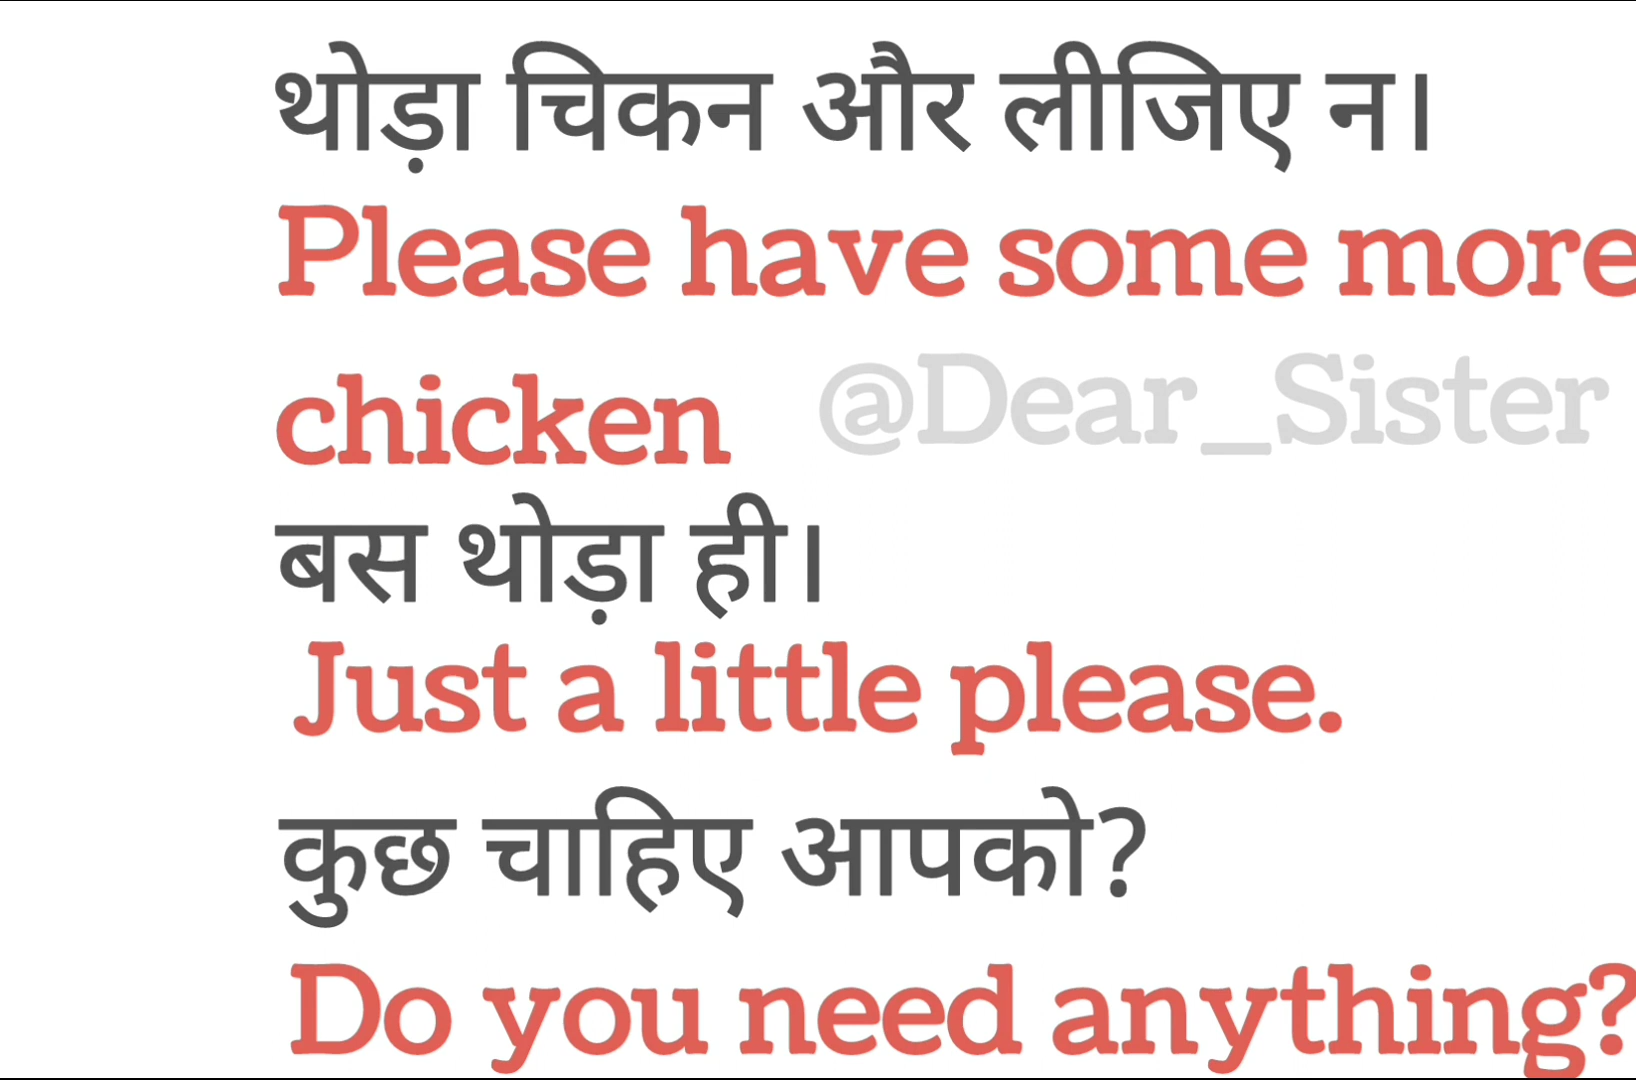 थोड़ा चिकन और लीजिए न।
Please have some more
chicken @Dear_Sister
बस थोड़ा ही।
Just a little please.
कुछ चाहिए आपको?
Do you need anything?